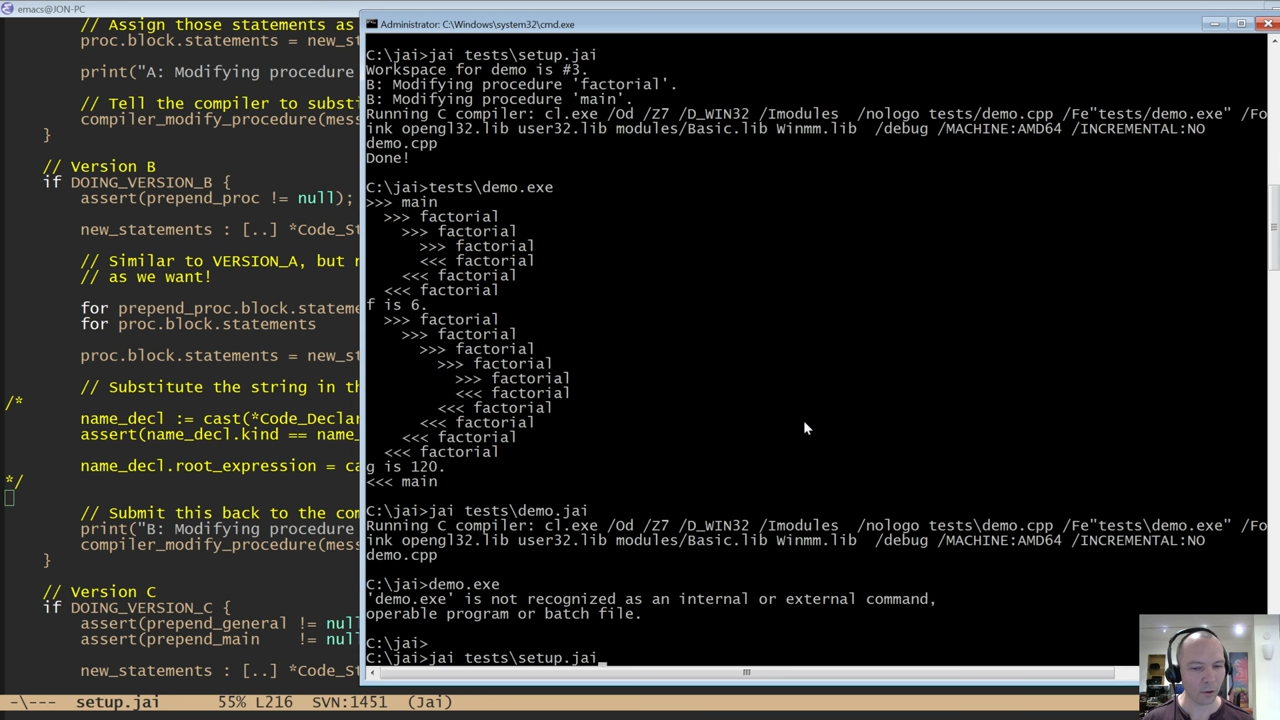 emacs@JON-PC
// Assign those statements as
proc.block.statements = new_st
print("A: Modifying procedure
// Tell the compiler to substi
compiler_modify_procedure(mess
}
// Version B
if DOING_VERSION_B {
assert(prepend_proc != null);
new_statements : [..] *Code_St
// Similar to VERSION_A, but r
// as we want!
for prepend_proc.block.stateme
for proc.block.statements
proc.block.statements = new_st
// Substitute the string in th
/*
name_decl := cast(*Code_Declar
assert(name_decl.kind == name_
name_decl.root_expression = ca
*/
// Submit this back to the com
print("B: Modifying procedure
compiler_modify_procedure(mess
}
// Version C
if DOING_VERSION_C {
assert(prepend_general != null
assert(prepend_main != null
new_statements : [..] *Code_St
-\--- setup.jai 55% L216 SVN:1451 (Jai)
Administrator: C:\Windows\system32\cmd.exe
C:\jai>jai tests\setup.jai
Workspace for demo is #3.
B: Modifying procedure 'factorial'.
B: Modifying procedure 'main'.
Running C compiler: cl.exe /Od /Z7 /D_WIN32 /Imodules /nologo tests/demo.cpp /Fe"tests/demo.exe" /Fo
ink opengl32.lib user32.lib modules/Basic.lib Winmm.lib /debug /MACHINE:AMD64 /INCREMENTAL:NO
demo.cpp
Done!
C:\jai>tests\demo.exe
>>> main
>>> factorial
>>> factorial
>>> factorial
<<< factorial
<<< factorial
<<< factorial
f is 6.
>>> factorial
>>> factorial
>>> factorial
>>> factorial
>>> factorial
<<< factorial
<<< factorial
<<< factorial
<<< factorial
<<< factorial
g is 120.
<<< main
C:\jai>jai tests\demo.jai
Running C compiler: cl.exe /Od /Z7 /D_WIN32 /Imodules /nologo tests\demo.cpp /Fe"tests\demo.exe" /Fo
ink opengl32.lib user32.lib modules/Basic.lib Winmm.lib /debug /MACHINE:AMD64 /INCREMENTAL:NO
demo.cpp
C:\jai>demo.exe
'demo.exe' is not recognized as an internal or external command,
operable program or batch file.
C:\jai>
C:\jai>jai tests\setup.jai